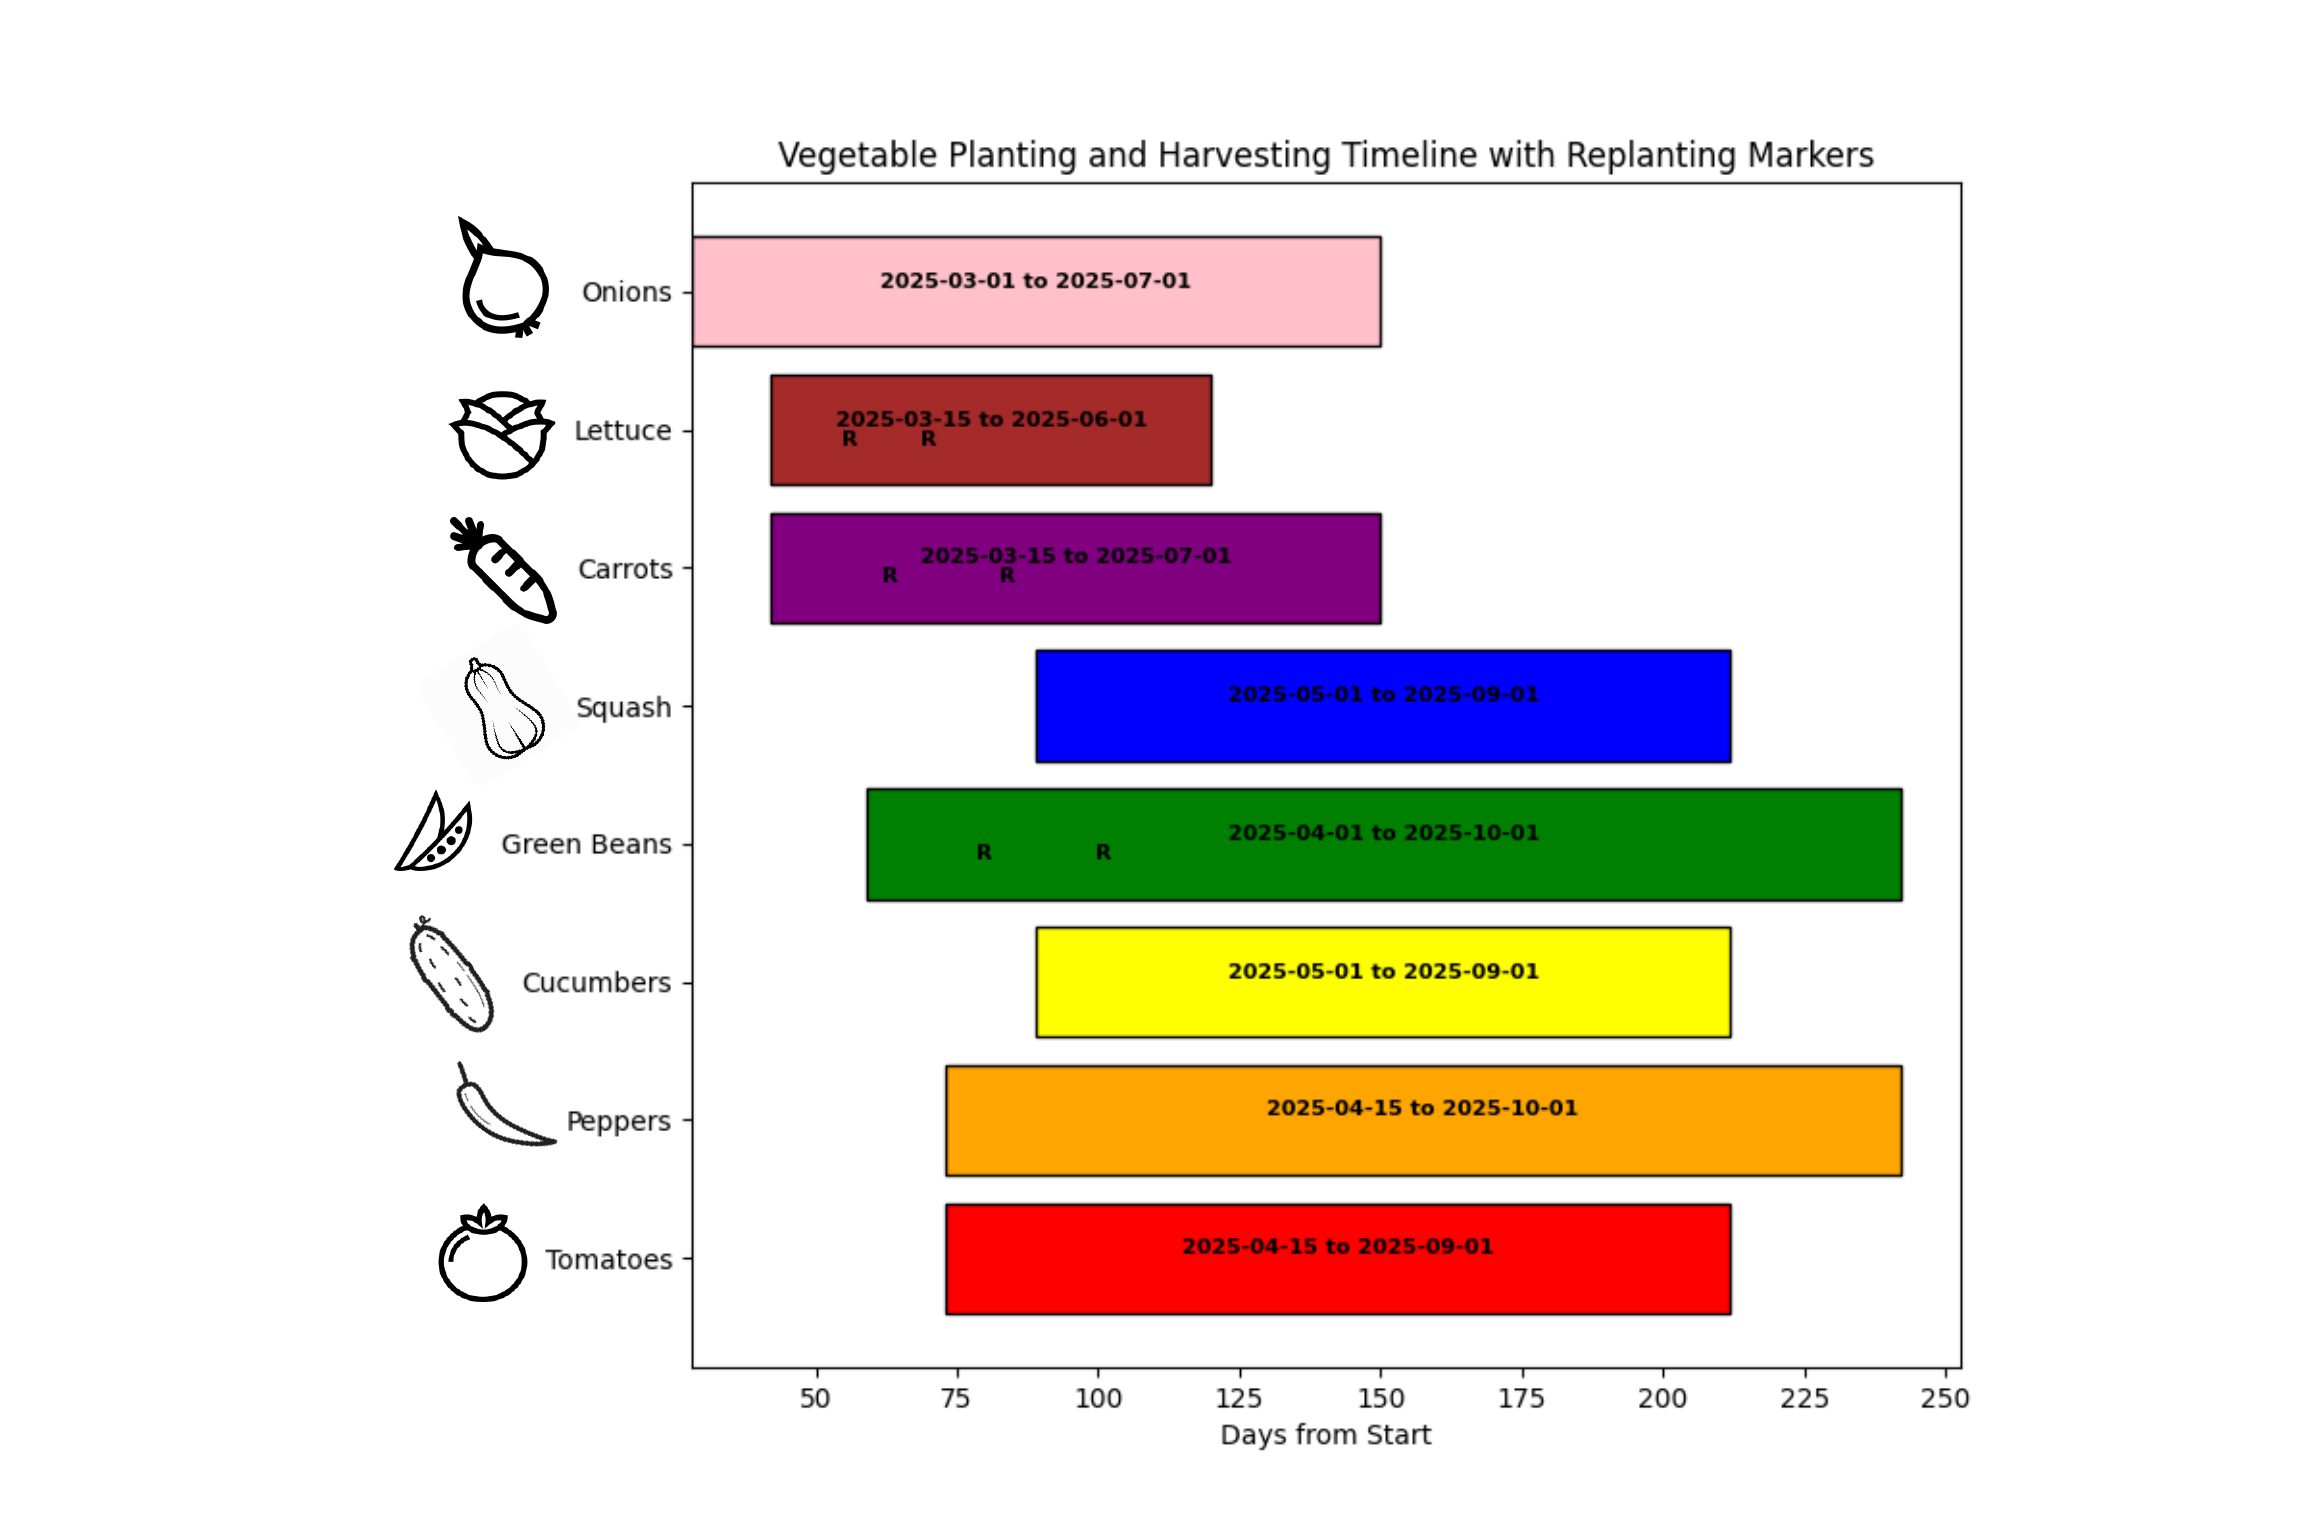 Vegetable Planting and Harvesting Timeline with Replanting Markers
Onions
2025-03-01 to 2025-07-01
Lettuce
2025-03-15 to 2025-06-01
R R
Carrots
2025-03-15 to 2025-07-01
R R
Squash
2025-05-01 to 2025-09-01
Green Beans
2025-04-01 to 2025-10-01
R R
Cucumbers
2025-05-01 to 2025-09-01
Peppers
2025-04-15 to 2025-10-01
Tomatoes
2025-04-15 to 2025-09-01
50 75 100 125 150 175 200 225 250
Days from Start